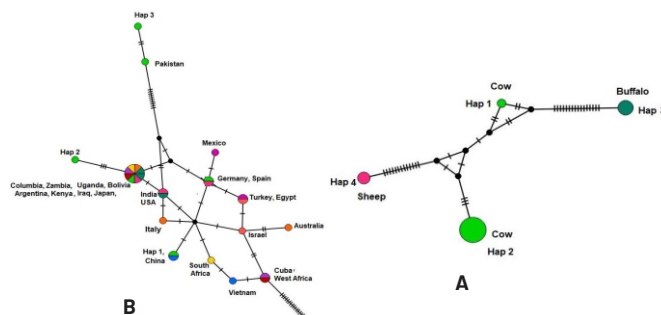 Hap 3
Pakistan
Hap 2
Columbia, Zambia, Uganda, Bolivia
Argentina, Kenya, Iraq, Japan,
India
USA
Italy
Hap 1,
China
South
Africa
Vietnam
Mexico
Germany, Spain
Turkey, Egypt
Israel
Australia
Cuba-
West Africa
B
Cow
Hap 1
Buffalo
Hap 3
Hap 4
Sheep
Cow
Hap 2
A